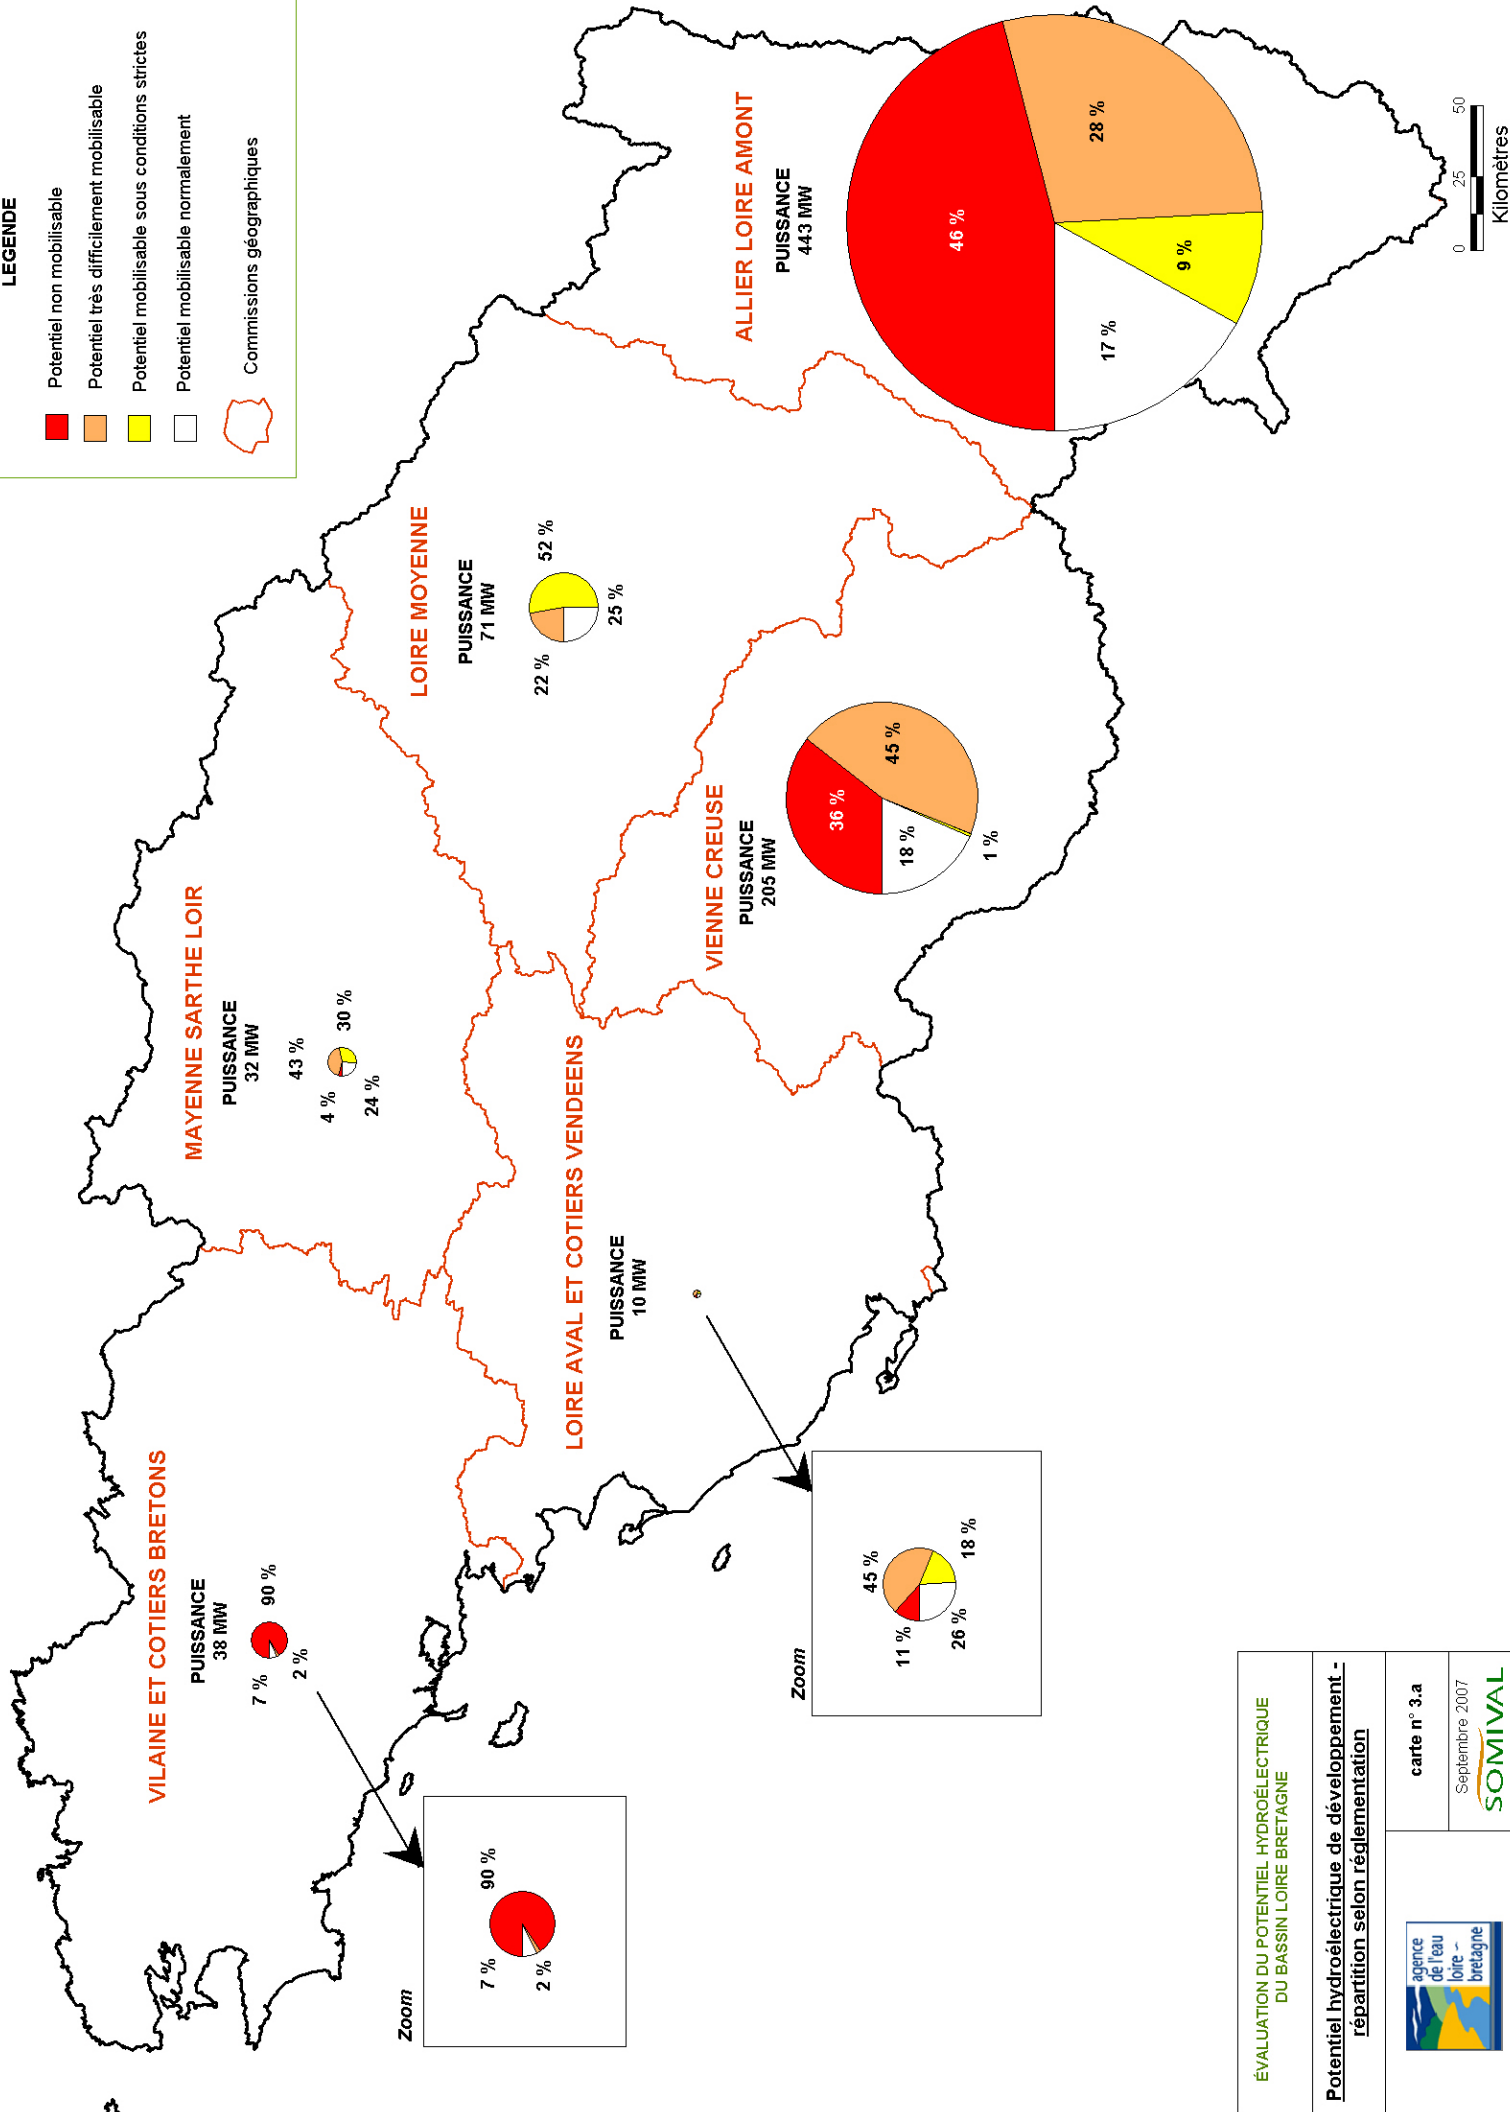 LEGENDE
Potentiel non mobilisable
Potentiel très difficilement mobilisable
Potentiel mobilisable sous conditions strictes
Potentiel mobilisable normalement
Commissions géographiques
VILAINE ET COTIERS BRETONS
PUISSANCE
38 MW
90 %
7 %
2 %
Zoom
90 %
7 %
2 %
MAYENNE SARTHE LOIR
PUISSANCE
32 MW
43 %
30 %
4 %
24 %
LOIRE MOYENNE
PUISSANCE
71 MW
52 %
22 %
25 %
LOIRE AVAL ET COTIERS VENDEENS
PUISSANCE
10 MW
Zoom
45 %
11 %
18 %
26 %
VIENNE CREUSE
PUISSANCE
205 MW
36 %
45 %
18 %
1 %
ALLIER LOIRE AMONT
PUISSANCE
443 MW
46 %
28 %
17 %
9 %
0 25 50
Kilomètres
ÉVALUATION DU POTENTIEL HYDROÉLECTRIQUE
DU BASSIN LOIRE BRETAGNE
Potentiel hydroélectrique de développement -
répartition selon réglementation
agence
de l'eau
loire ~
bretagne
carte n° 3.a
Septembre 2007
SOMIVAL